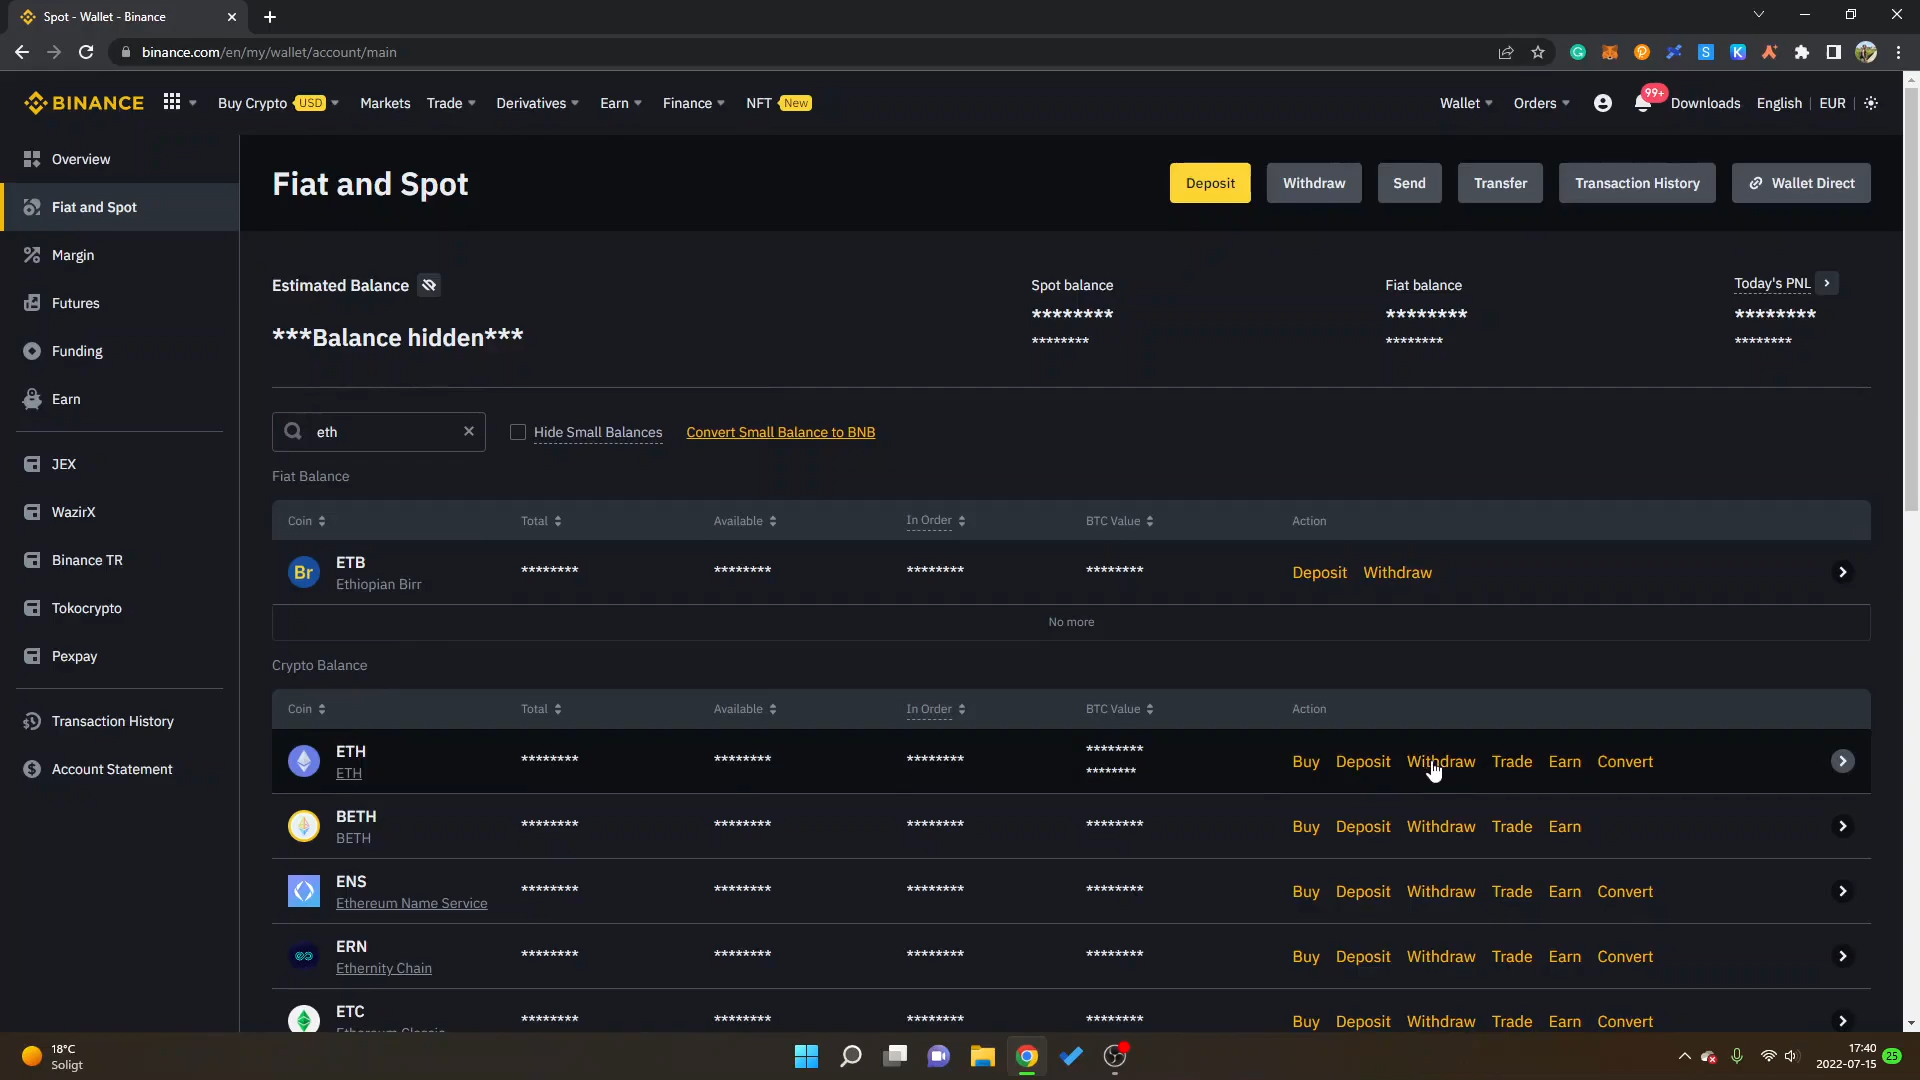 Spot - Wallet - Binance
binance.com/en/my/wallet/account/main
BINANCE
Buy Crypto USD
Markets
Trade
Derivatives
Earn
Finance
NFT New
Wallet
Orders
99+
Downloads
English
EUR
Overview
Fiat and Spot
Margin
Futures
Funding
Earn
JEX
WazirX
Binance TR
Tokocrypto
Pexpay
Transaction History
Account Statement
Fiat and Spot
Deposit
Withdraw
Send
Transfer
Transaction History
Wallet Direct
Estimated Balance
***Balance hidden***
Spot balance
********
********
Fiat balance
********
********
Today's PNL
********
********
eth
Hide Small Balances
Convert Small Balance to BNB
Fiat Balance
Coin Total Available In Order BTC Value Action
Br
ETB ******** ******** ******** ******** Deposit Withdraw
Ethiopian Birr
No more
Crypto Balance
Coin Total Available In Order BTC Value Action
ETH ******** ******** ******** ******** Buy Deposit Withdraw Trade Earn Convert
ETH ********
BETH ******** ******** ******** ******** Buy Deposit Withdraw Trade Earn
BETH
ENS ******** ******** ******** ******** Buy Deposit Withdraw Trade Earn Convert
Ethereum Name Service
ERN ******** ******** ******** ******** Buy Deposit Withdraw Trade Earn Convert
Ethernity Chain
ETC ******** ******** ******** ******** Buy Deposit Withdraw Trade Earn Convert
Ethereum Classic
18°C
Soligt
17:40
2022-07-15
25